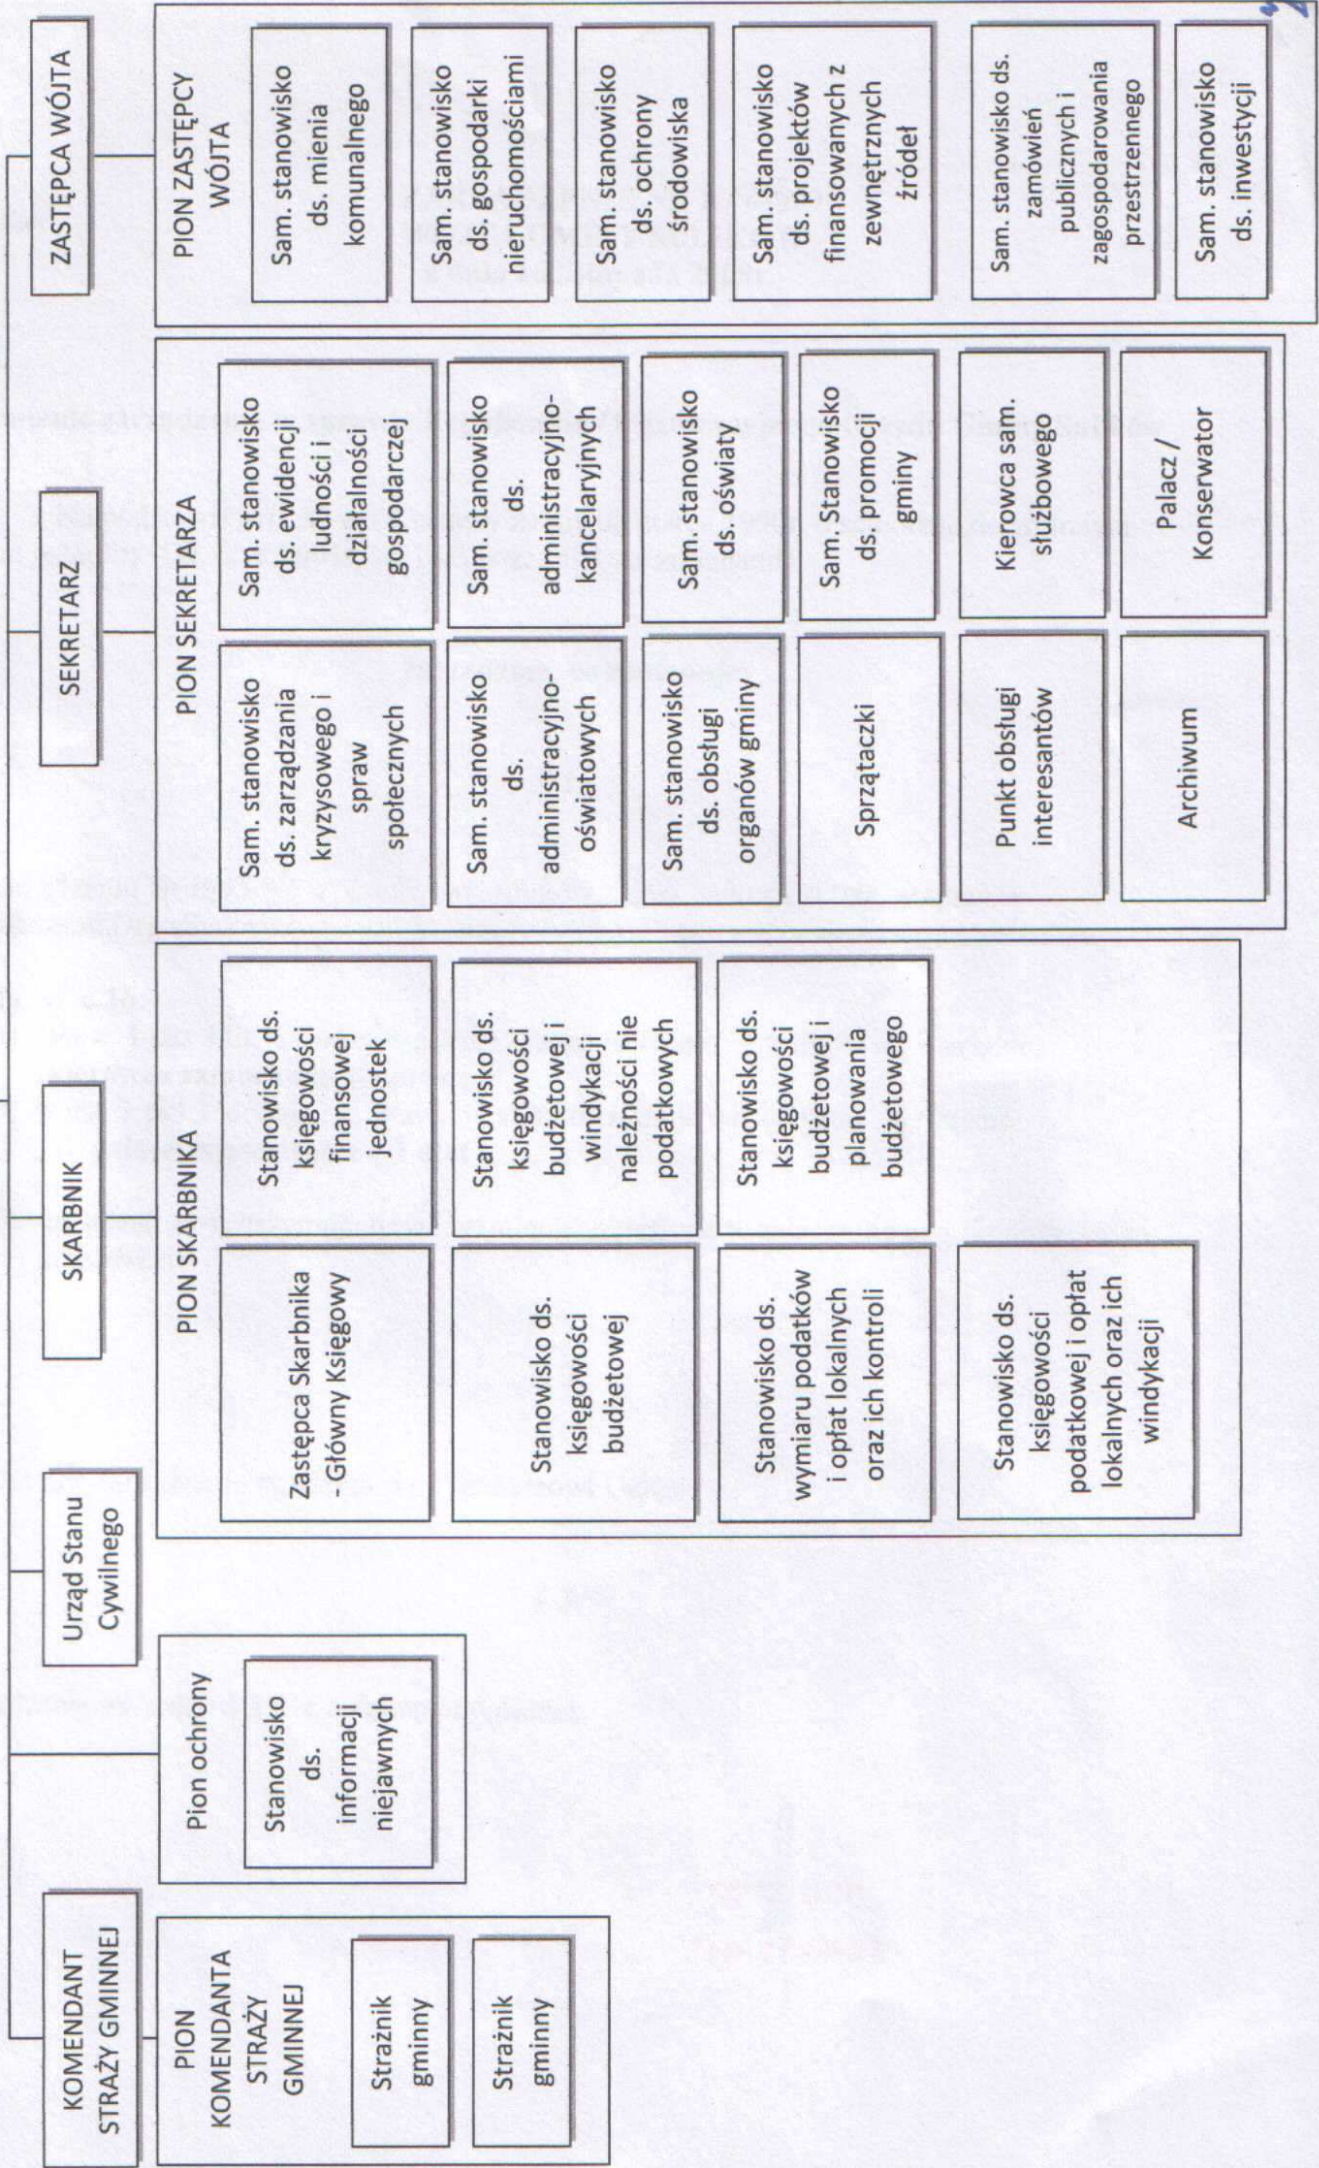 KOMENDANT
STRAŻY GMINNEJ
PION
KOMENDANTA
STRAŻY
GMINNEJ
Strażnik
gminny
Strażnik
gminny
Pion ochrony
Stanowisko
ds.
informacji
niejawnych
Urząd Stanu
Cywilnego
SKARBNIK
PION SKARBNIKA
Zastępca Skarbnika
– Główny Księgowy
Stanowisko ds.
księgowości
finansowej
jednotek
Stanowisko ds.
księgowości
budżetowej
Stanowisko ds.
księgowości
budżetowej i
windykacji
należności nie
podatkowych
Stanowisko ds.
wymiaru podatków
i opłat lokalnych
oraz ich kontroli
Stanowisko ds.
księgowości
budżetowej i
planowania
budżetowego
Stanowisko ds.
księgowości
podatkowej i opłat
lokalnych oraz ich
windykacji
SEKRETARZ
PION SEKRETARZA
Sam. stanowisko
ds. zarządzania
kryzysowego i
spraw
społecznych
Sam. stanowisko
ds. ewidencji
ludności i
działalności
gospodarczej
Sam. stanowisko
ds.
administracyjno-
oświatowych
Sam. stanowisko
ds.
administracyjno-
kancelaryjnych
Sam. stanowisko
ds. obsługi
organów gminy
Sam. stanowisko
ds. oświaty
Sprzątaczki
Sam. Stanowisko
ds. promocji
gminy
Punkt obsługi
interesantów
Kierowca sam.
służbowego
Archiwum
Palacz /
Konserwator
ZASTĘPCA WÓJTA
PION ZASTĘPCY
WÓJTA
Sam. stanowisko
ds. mienia
komunalnego
Sam. stanowisko
ds. gospodarki
nieruchomościami
Sam. stanowisko
ds. ochrony
środowiska
Sam. stanowisko
ds. projektów
finansowanych z
zewnętrznych
źródeł
Sam. stanowisko ds.
zamówień
publicznych i
zagospodarowania
przestrzennego
Sam. stanowisko
ds. inwestycji